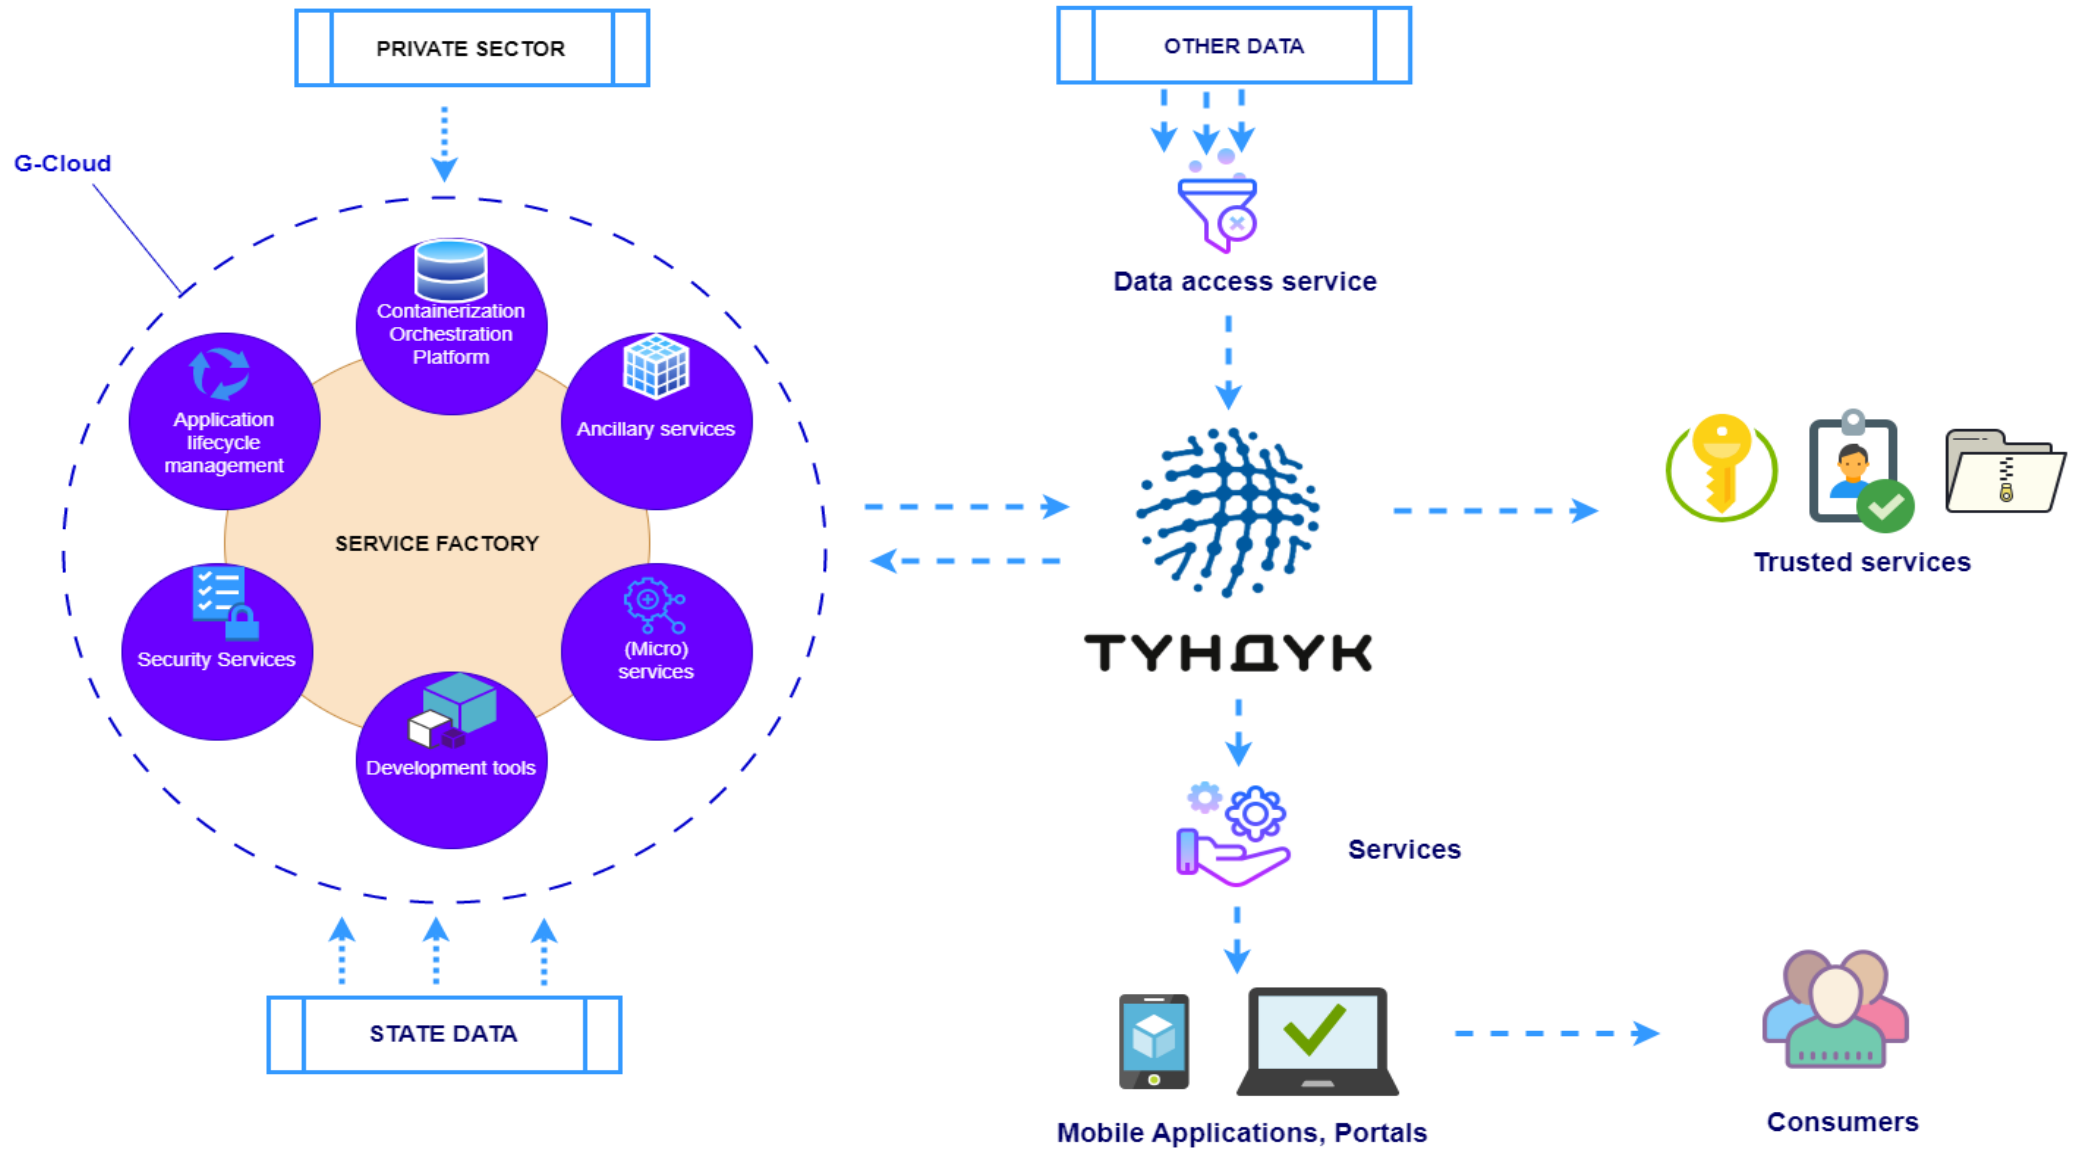 PRIVATE SECTOR
OTHER DATA
G-Cloud
Data access service
Containerization
Orchestration
Platform
Application
lifecycle
management
Ancillary services
SERVICE FACTORY
Trusted services
ТҮНДҮК
Security Services
(Micro)
services
Development tools
Services
STATE DATA
Mobile Applications, Portals
Consumers